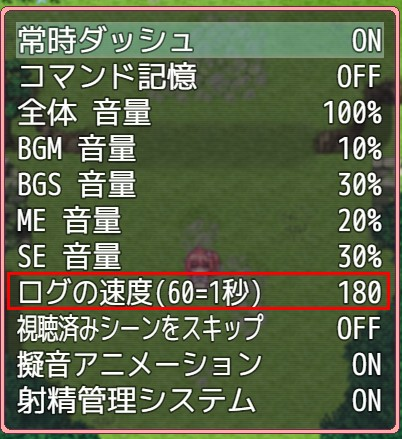 常時ダッシュ ON
コマンド記憶 OFF
全体 音量 100%
BGM 音量 10%
BGS 音量 30%
ME 音量 20%
SE 音量 30%
ログの速度(60=1秒) 180
視聴済みシーンをスキップ OFF
擬音アニメーション ON
射精管理システム ON